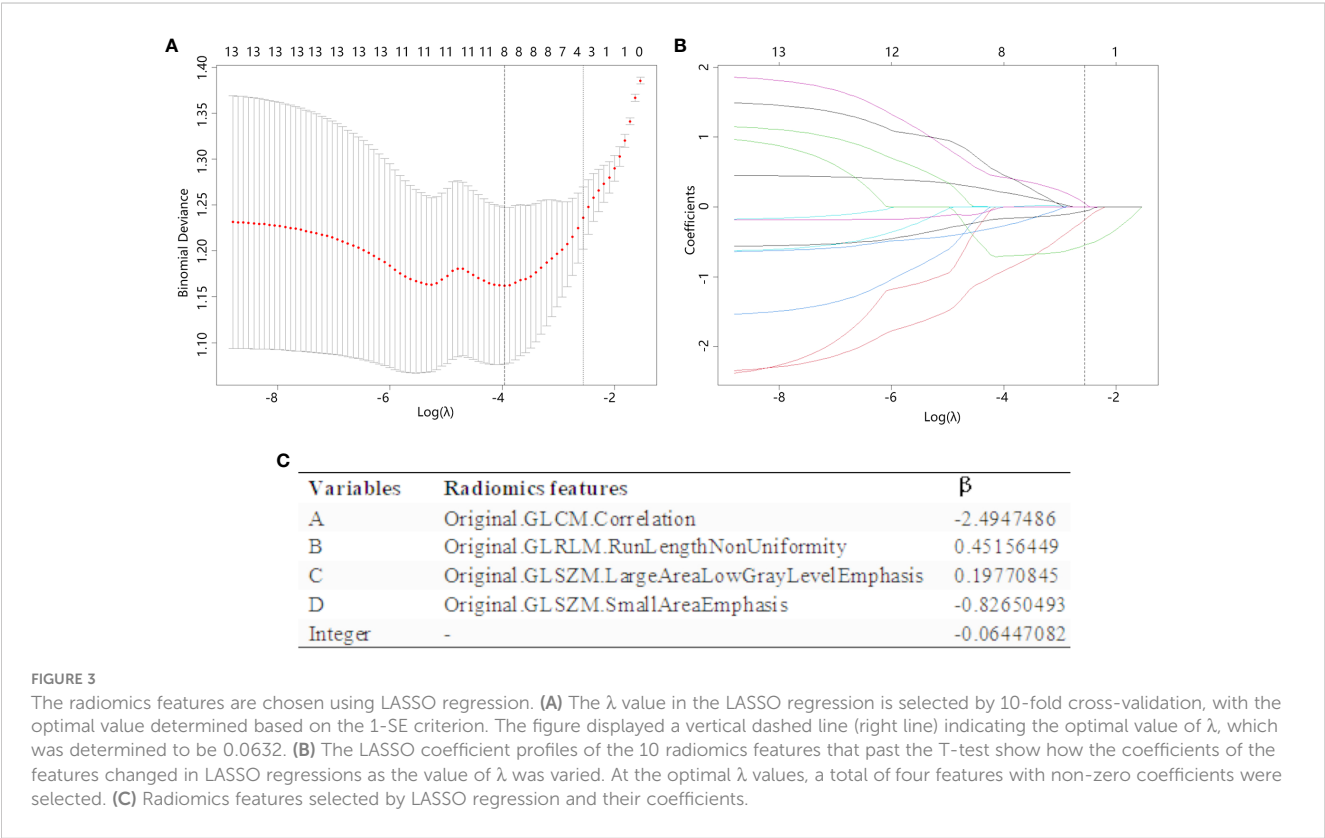 A
13 13 13 13 13 13 13 13 11 11 11 11 11 8 8 8 8 7 4 3 1 1 0
1.40
1.35
1.30
1.25
1.20
1.15
1.10
Binomial Deviance
-8 -6 -4 -2
Log(λ)
B
13 12 8 1
2
1
0
-1
-2
Coefficients
-8 -6 -4 -2
Log(λ)
C
Variables Radiomics features β
A Original.GLCM.Correlation -2.4947486
B Original.GLRLM.RunLengthNonUniformity 0.45156449
C Original.GLSZM.LargeAreaLowGrayLevelEmphasis 0.19770845
D Original.GLSZM.SmallAreaEmphasis -0.82650493
Integer - -0.06447082
FIGURE 3
The radiomics features are chosen using LASSO regression. (A) The λ value in the LASSO regression is selected by 10-fold cross-validation, with the
optimal value determined based on the 1-SE criterion. The figure displayed a vertical dashed line (right line) indicating the optimal value of λ, which
was determined to be 0.0632. (B) The LASSO coefficient profiles of the 10 radiomics features that past the T-test show how the coefficients of the
features changed in LASSO regressions as the value of λ was varied. At the optimal λ values, a total of four features with non-zero coefficients were
selected. (C) Radiomics features selected by LASSO regression and their coefficients.